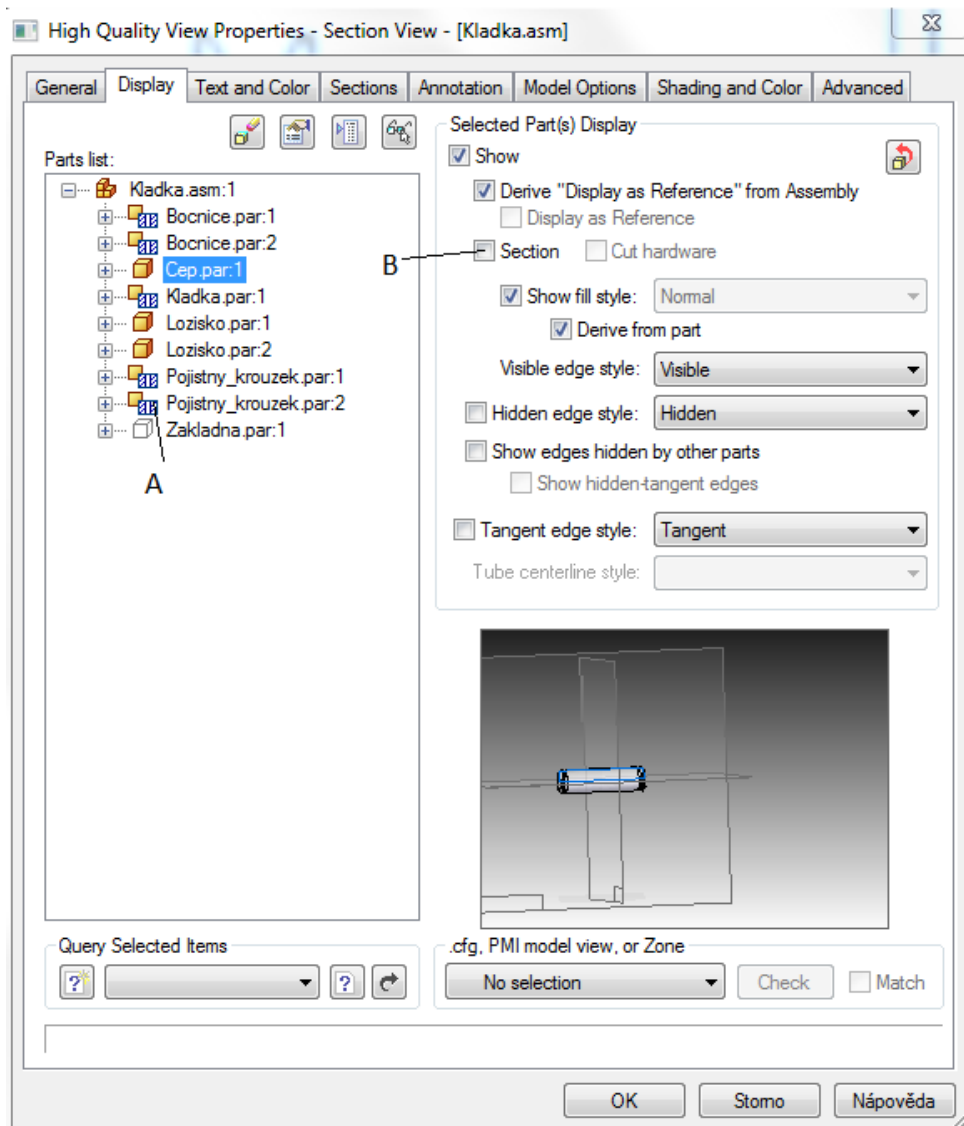 High Quality View Properties - Section View - [Kladka.asm]
General Display Text and Color Sections Annotation Model Options Shading and Color Advanced
Parts list:
Kladka.asm:1
Bocnice.par:1
Bocnice.par:2
Cep.par:1
Kladka.par:1
Lozisko.par:1
Lozisko.par:2
Pojistny_krouzek.par:1
Pojistny_krouzek.par:2
Zakladna.par:1
A
B
Selected Part(s) Display
Show
Derive "Display as Reference" from Assembly
Display as Reference
Section Cut hardware
Show fill style: Normal
Derive from part
Visible edge style: Visible
Hidden edge style: Hidden
Show edges hidden by other parts
Show hidden-tangent edges
Tangent edge style: Tangent
Tube centerline style:
Query Selected Items
.cfg, PMI model view, or Zone
No selection Check Match
OK Storno Nápověda